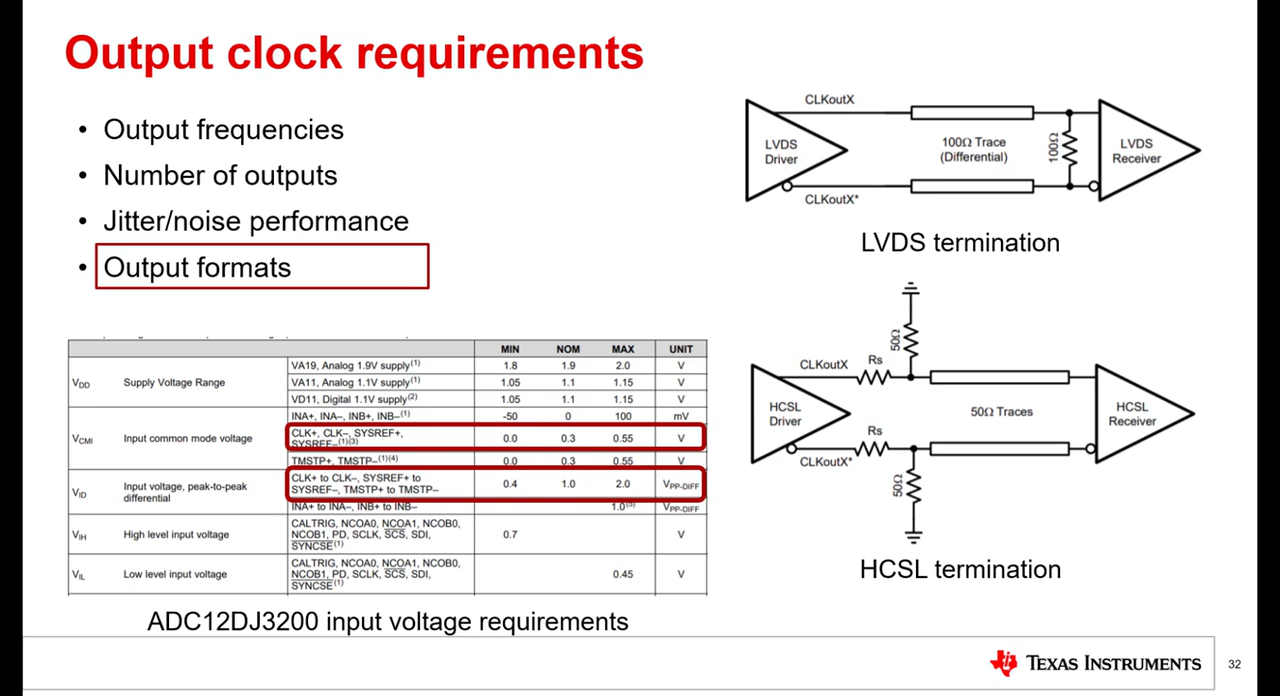 Output clock requirements
• Output frequencies
• Number of outputs
• Jitter/noise performance
• Output formats
CLKoutX
LVDS
Driver
100Ω Trace
(Differential)
100Ω
LVDS
Receiver
CLKoutX*
LVDS termination
50Ω
CLKoutX
Rs
HCSL
Driver
50Ω Traces
HCSL
Receiver
Rs
CLKoutX*
50Ω
HCSL termination
MIN NOM MAX UNIT
VDD Supply Voltage Range
VA19, Analog 1.9V supply(1) 1.8 1.9 2.0 V
VA11, Analog 1.1V supply(1) 1.05 1.1 1.15 V
VD11, Digital 1.1V supply(2) 1.05 1.1 1.15 V
VCMI Input common mode voltage
INA+, INA–, INB+, INB–(1) -50 0 100 mV
CLK+, CLK–, SYSREF+,
SYSREF–(1)(3) 0.0 0.3 0.55 V
TMSTP+, TMSTP–(1)(4) 0.0 0.3 0.55 V
VID Input voltage, peak-to-peak
differential
CLK+ to CLK–, SYSREF+ to
SYSREF–, TMSTP+ to TMSTP– 0.4 1.0 2.0 VPP-DIFF
INA+ to INA–, INB+ to INB– 1.0(5) VPP-DIFF
VIH High level input voltage
CALTRIG, NCOA0, NCOA1, NCOB0,
NCOB1, PD, SCLK, SCS, SDI,
SYNCSE(1) 0.7 V
VIL Low level input voltage
CALTRIG, NCOA0, NCOA1, NCOB0,
NCOB1, PD, SCLK, SCS, SDI,
SYNCSE(1) 0.45 V
ADC12DJ3200 input voltage requirements
TEXAS INSTRUMENTS
32